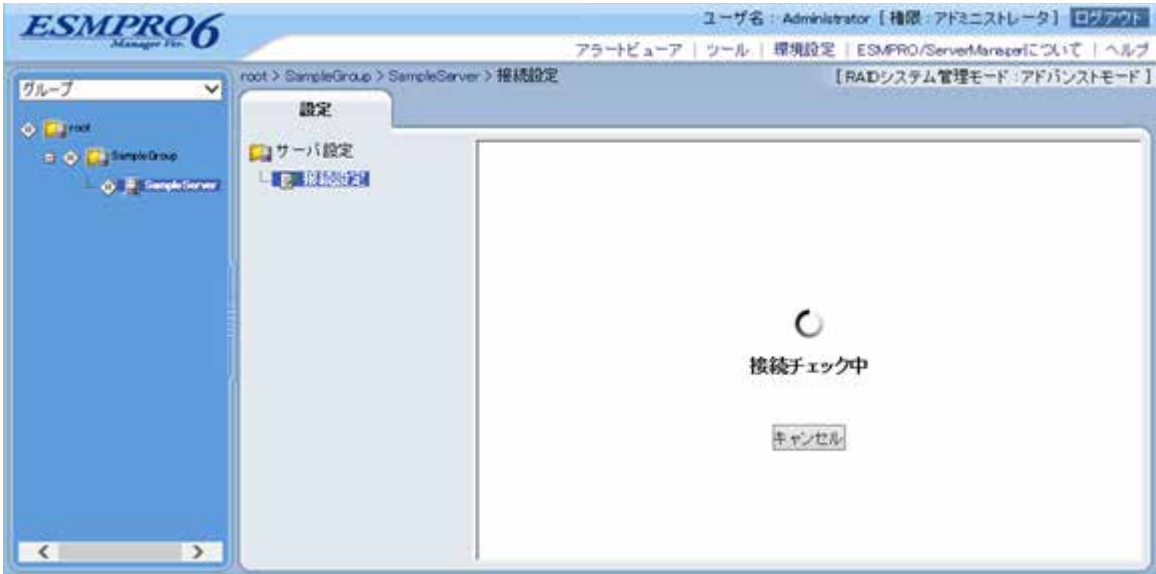 ESMPRO6
Manager Ver.
ユーザ名 : Administrator [ 権限 : アドミニストレータ ] ログアウト
アラートビューア | ツール | 環境設定 | ESMPRO/ServerManagerについて | ヘルプ
グループ
root > SampleGroup > SampleServer > 接続設定
[ RAIDシステム管理モード : アドバンストモード ]
設定
root
SampleGroup
SampleServer
サーバ設定
接続設定
接続チェック中
キャンセル